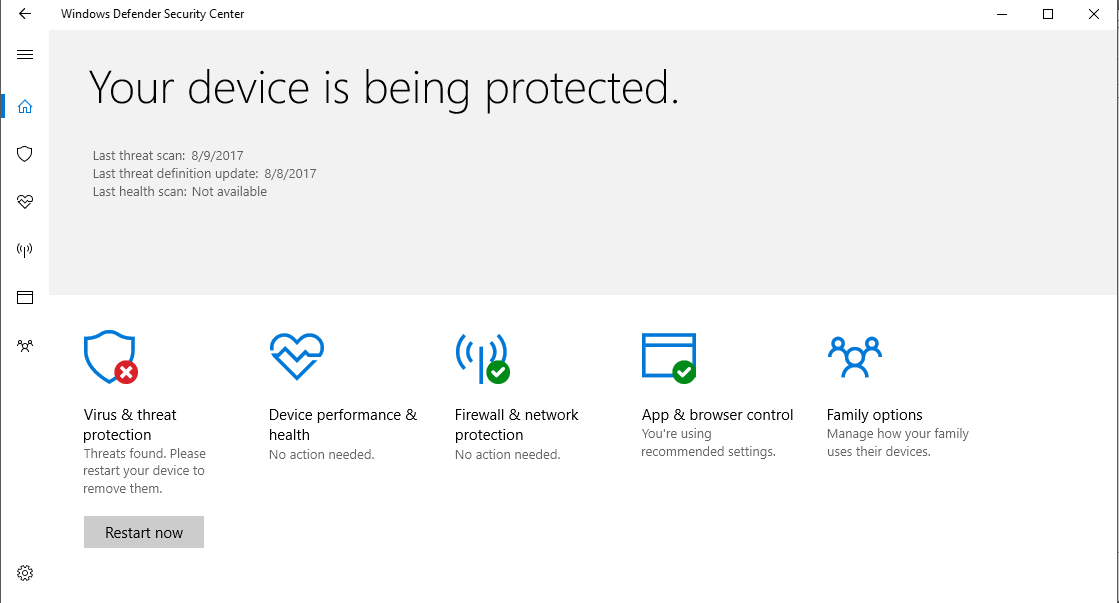 Windows Defender Security Center
Your device is being protected.
Last threat scan: 8/9/2017
Last threat definition update: 8/8/2017
Last health scan: Not available
Virus & threat
protection
Threats found. Please
restart your device to
remove them.
Restart now
Device performance &
health
No action needed.
Firewall & network
protection
No action needed.
App & browser control
You're using
recommended settings.
Family options
Manage how your family
uses their devices.